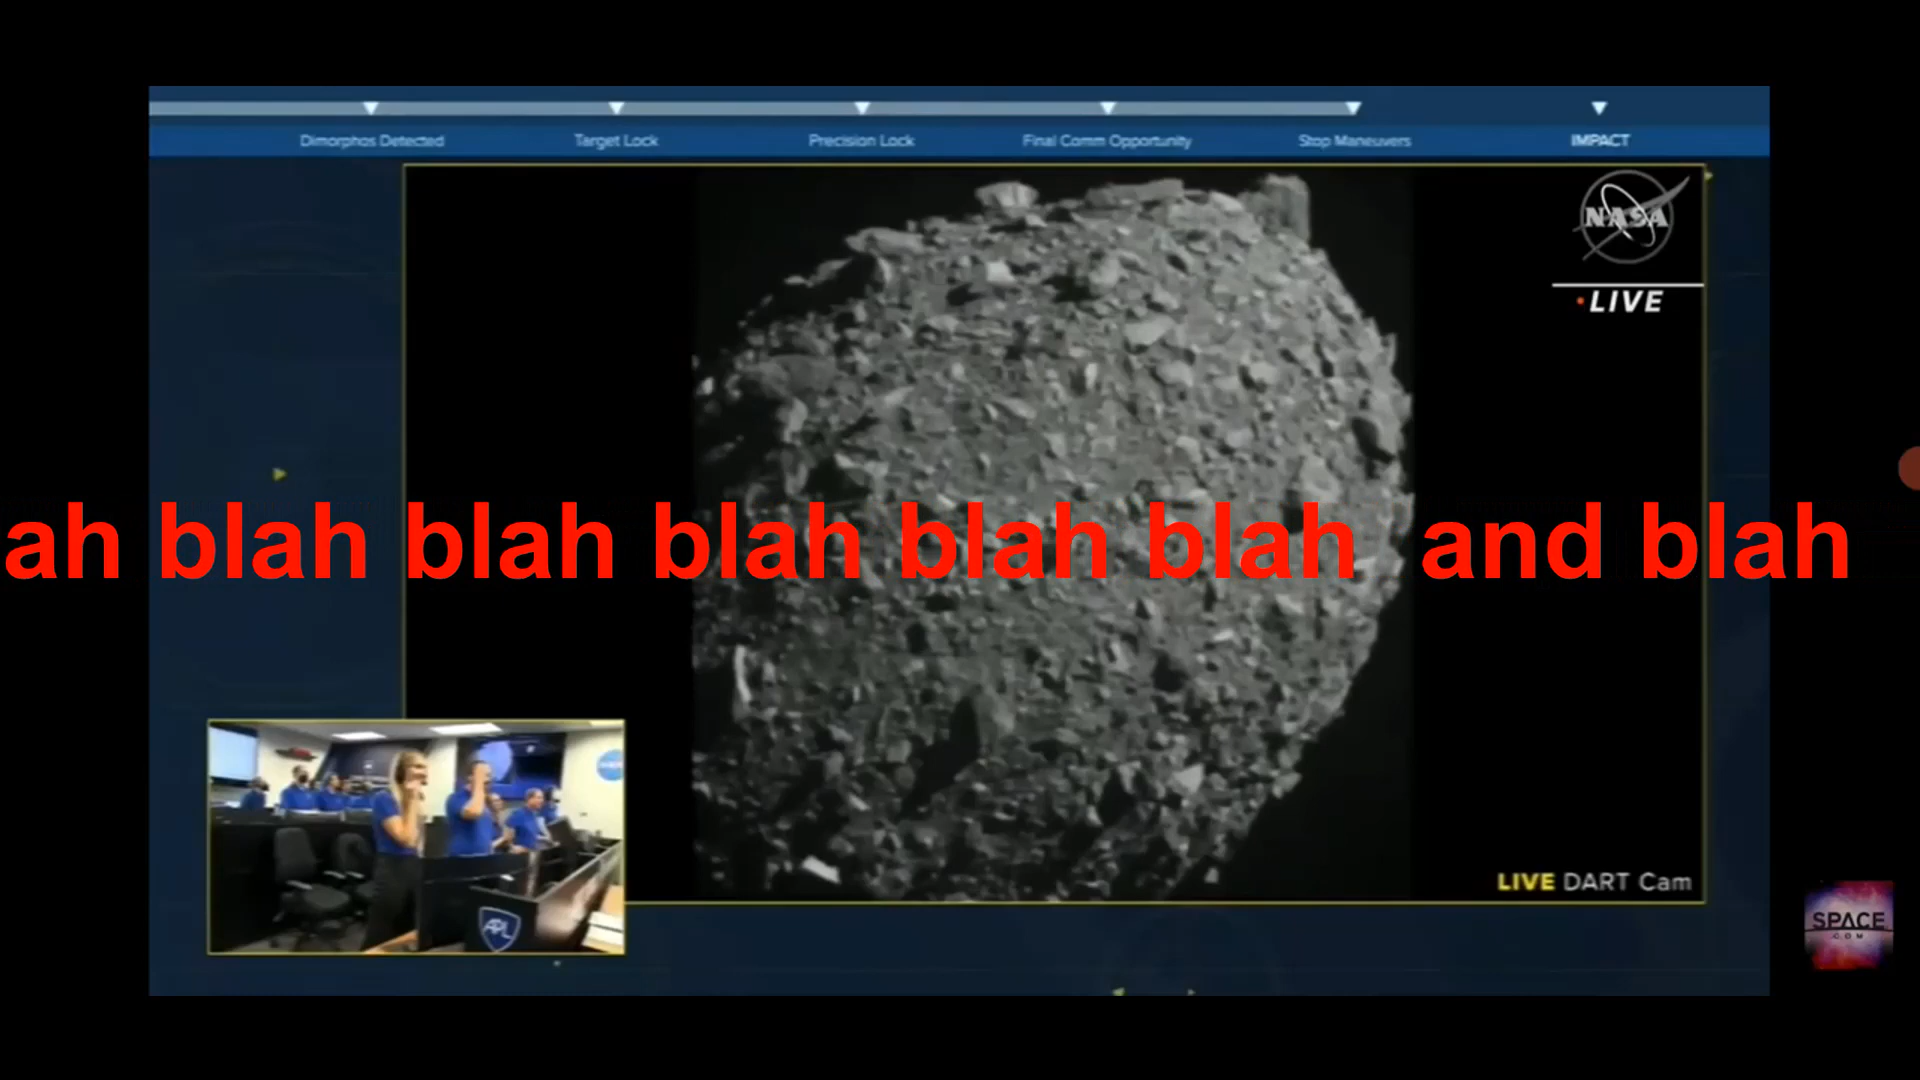 Dimorphos Detected Target Lock Precision Lock Final Comm Opportunity Stop Maneuvers IMPACT
NASA
LIVE
ah blah blah blah blah blah and blah
APL
LIVE DART Cam
SPACE
.COM